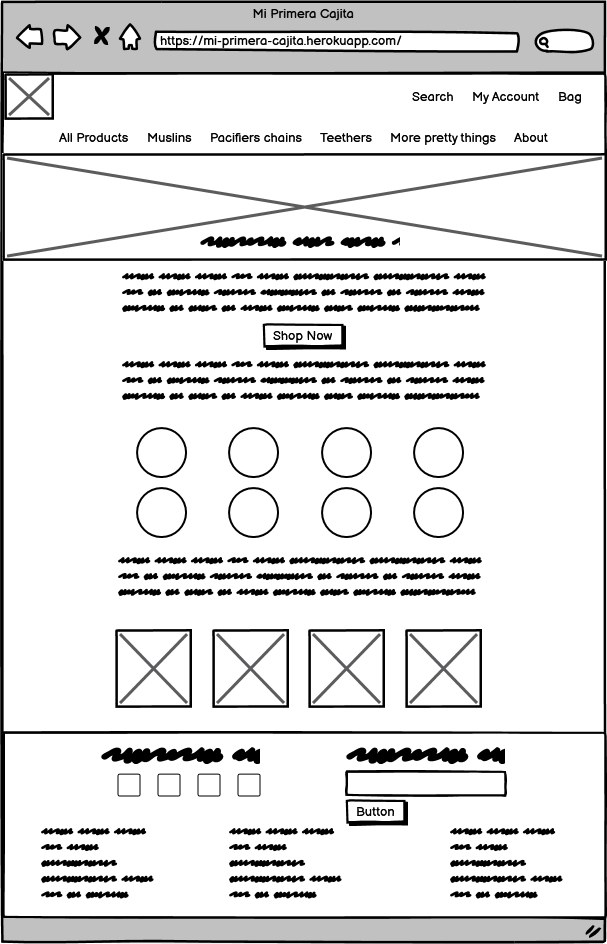 Mi Primera Cajita
https://mi-primera-cajita.herokuapp.com/
Search My Account Bag
All Products Muslins Pacifiers chains Teethers More pretty things About
Shop Now
Button